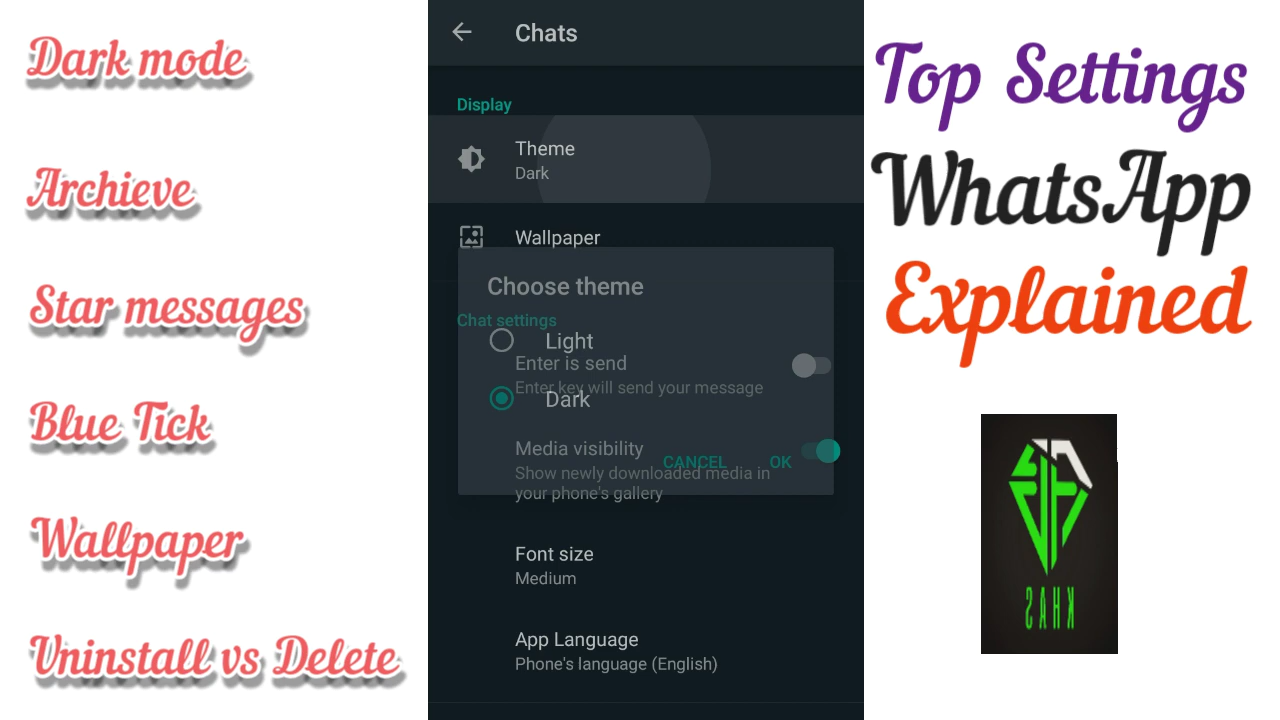 Dark mode
Archieve
Star messages
Blue Tick
Wallpaper
Uninstall vs Delete
Chats
Display
Theme
Dark
Wallpaper
Choose theme
Chat settings
Light
Enter is send
Enter key will send your message
Dark
Media visibility
CANCEL OK
Show newly downloaded media in
your phone's gallery
Font size
Medium
App Language
Phone's language (English)
Top Settings
WhatsApp
Explained
KHAS